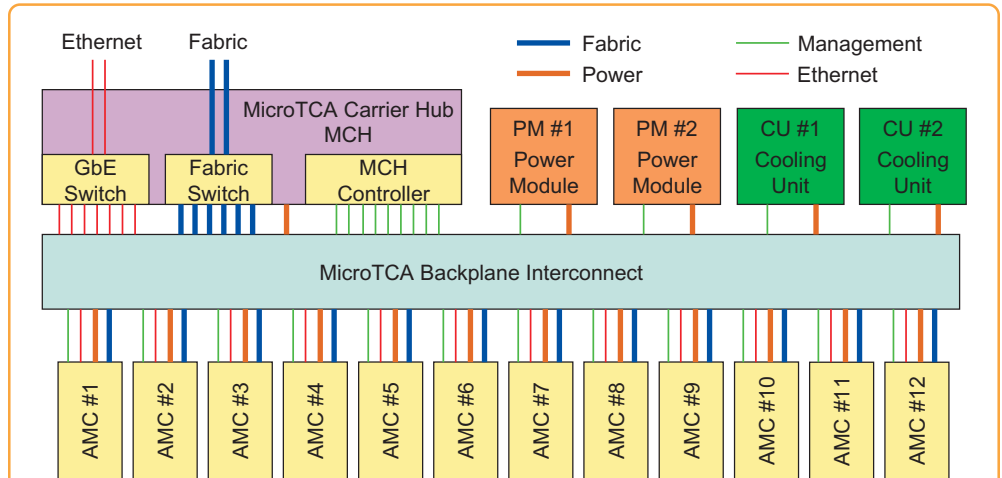 Ethernet
Fabric
Fabric
Management
Power
Ethernet
MicroTCA Carrier Hub
MCH
GbE
Switch
Fabric
Switch
MCH
Controller
PM #1
Power
Module
PM #2
Power
Module
CU #1
Cooling
Unit
CU #2
Cooling
Unit
MicroTCA Backplane Interconnect
AMC #1
AMC #2
AMC #3
AMC #4
AMC #5
AMC #6
AMC #7
AMC #8
AMC #9
AMC #10
AMC #11
AMC #12